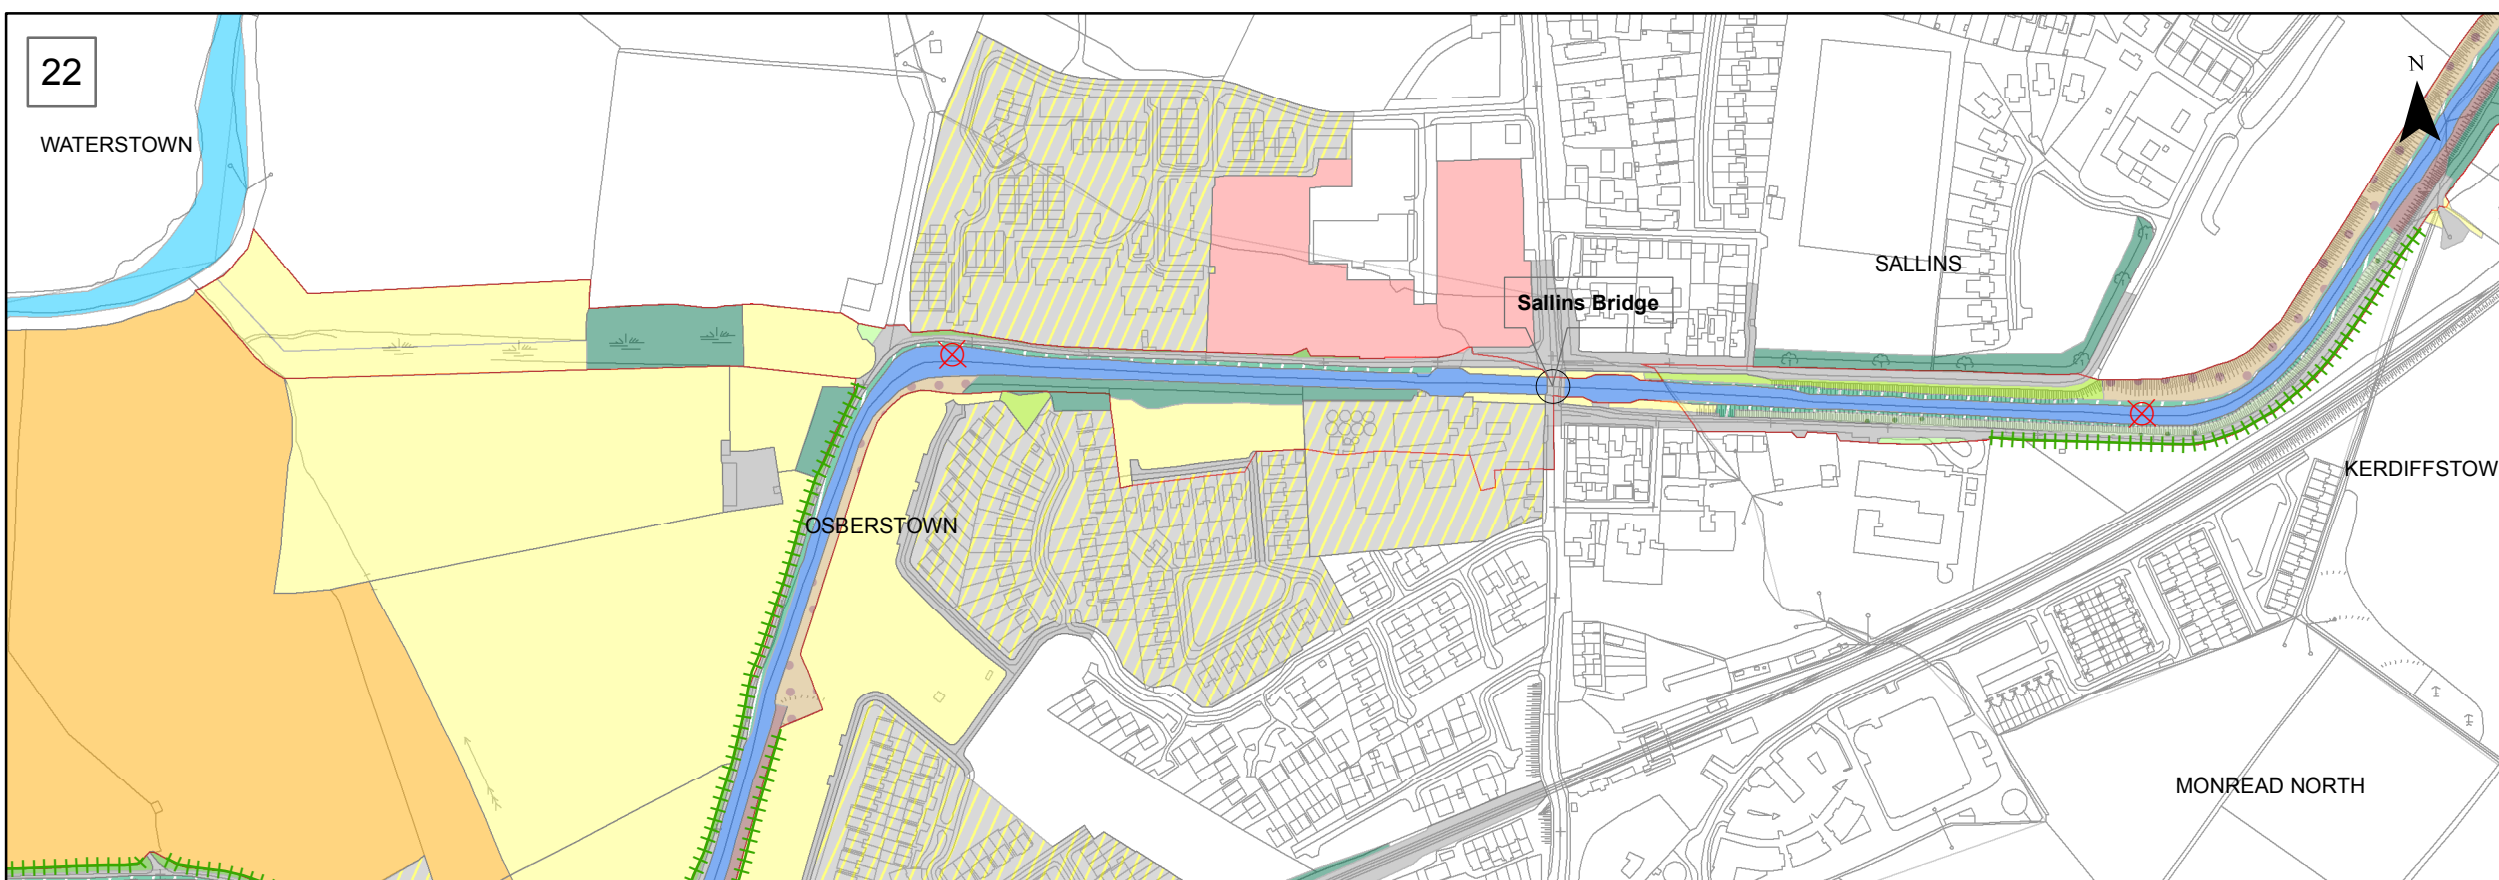 22
N
WATERSTOWN
SALLINS
Sallins Bridge
KERDIFFSTOW
OSBERSTOWN
MONREAD NORTH